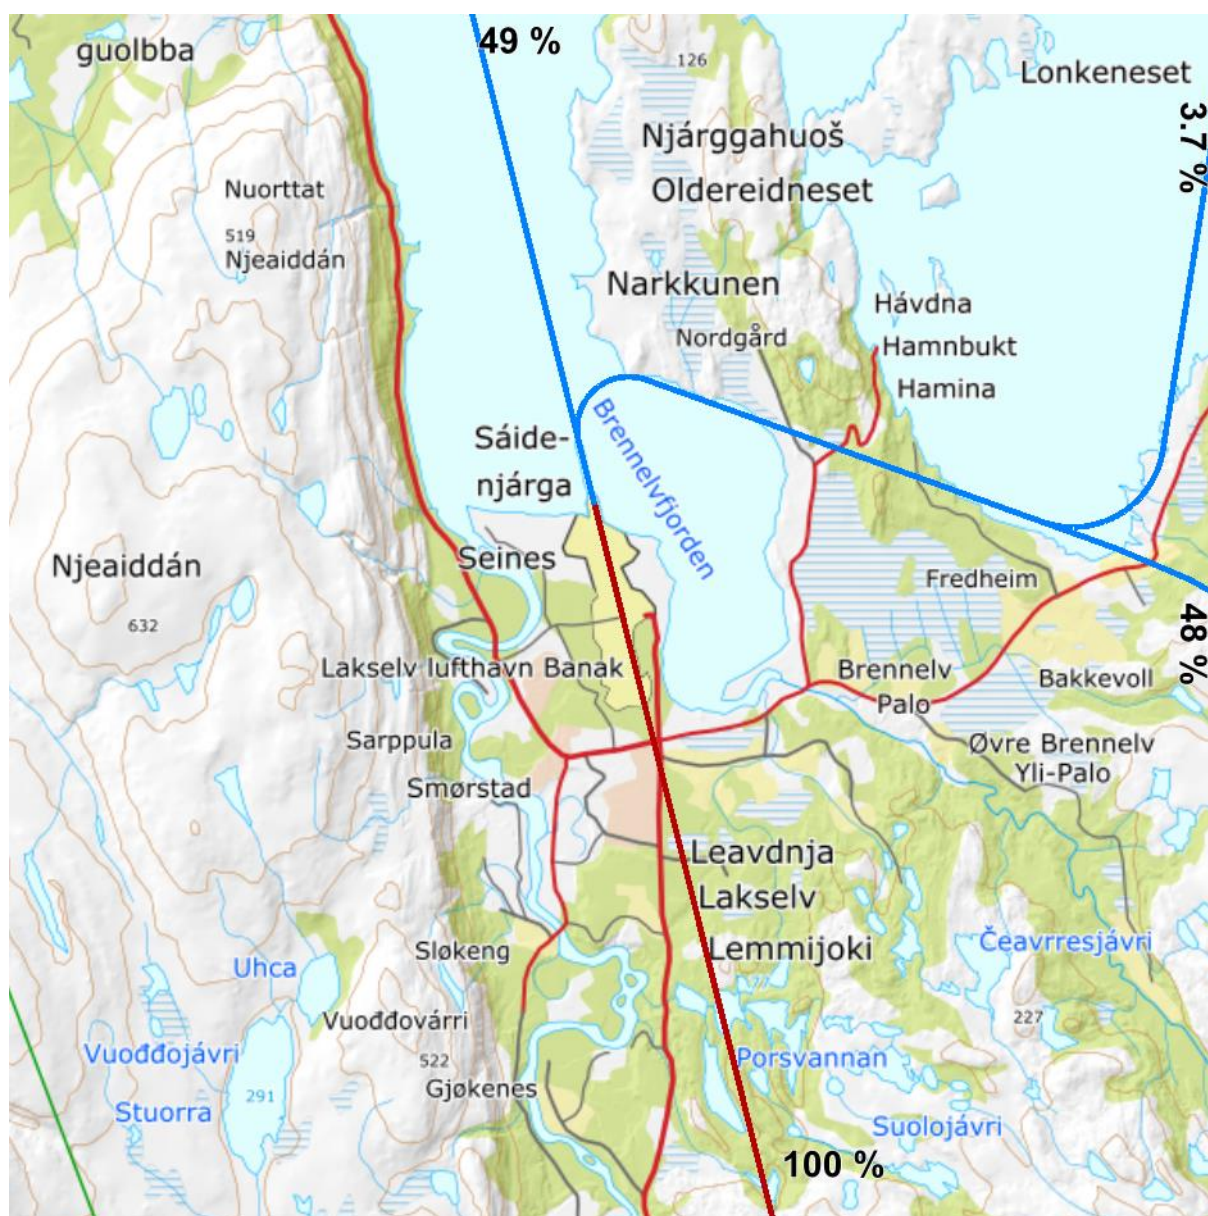 guolbba
49 %
126
Lonkeneset
3.7 %
Njárggahuoš
Oldereidneset
Nuorttat
519
Njeaiddán
Narkkunen
Hávdna
Nordgård
Hamnbukt
Hamina
Sáide-
njárga
Brennelvfjorden
Seines
Njeaiddán
632
Fredheim
48 %
Lakselv lufthavn Banak
Brennelv
Palo
Bakkevoll
Sarppula
Øvre Brennelv
Yli-Palo
Smørstad
Leavdnja
Lakselv
Lemmijoki
Sløkeng
Čeavrresjávri
Uhca
77
Vuođđovárri
227
Vuođđojávri
522
Porsvannan
Gjøkenes
291
Stuorra
Suolojávri
100 %